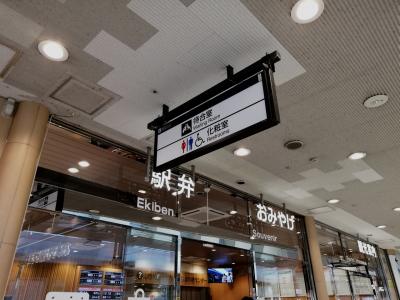 待合室
Waiting Room
化粧室
Restrooms
駅弁
Ekiben
おみやげ
Souvenir